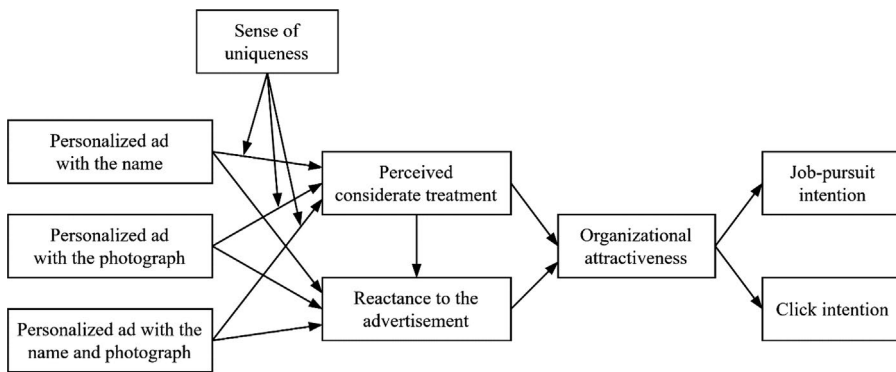 Sense of
uniqueness
Personalized ad
with the name
Perceived
considerate treatment
Job-pursuit
intention
Personalized ad
with the photograph
Organizational
attractiveness
Reactance to the
advertisement
Click intention
Personalized ad with the
name and photograph